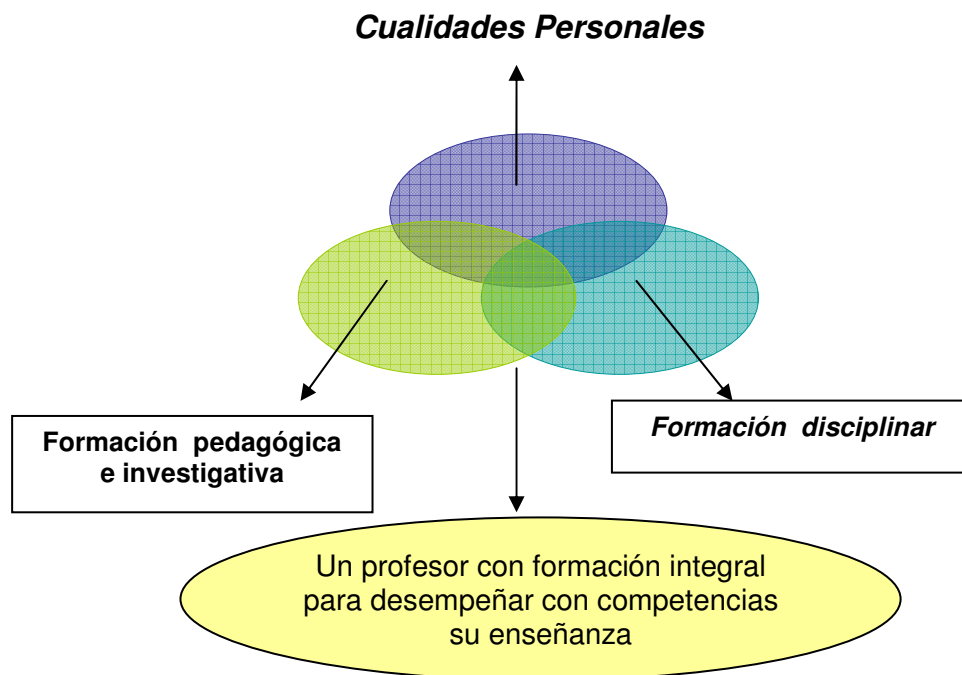 Cualidades Personales
Formación pedagógica
e investigativa
Formación disciplinar
Un profesor con formación integral
para desempeñar con competencias
su enseñanza